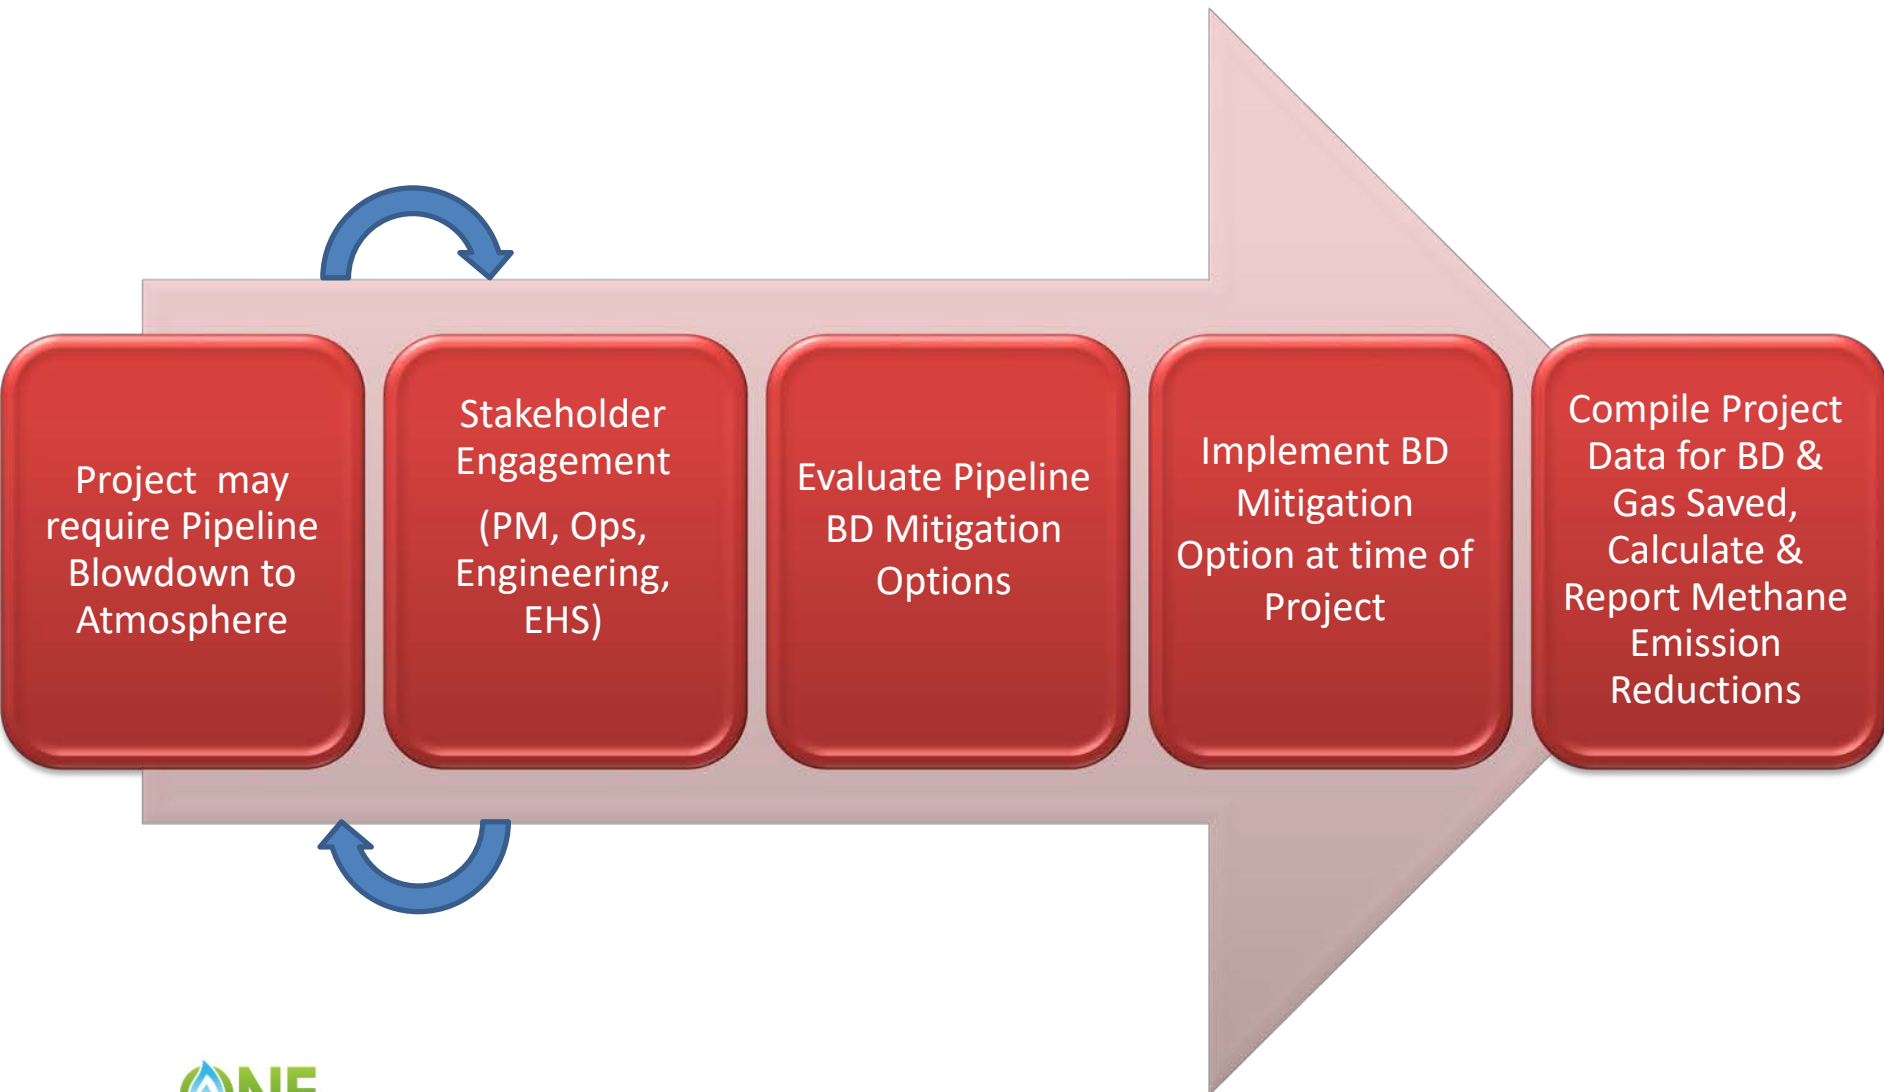 Project may
require Pipeline
Blowdown to
Atmosphere
Stakeholder
Engagement
(PM, Ops,
Engineering,
EHS)
Evaluate Pipeline
BD Mitigation
Options
Implement BD
Mitigation
Option at time of
Project
Compile Project
Data for BD &
Gas Saved,
Calculate &
Report Methane
Emission
Reductions
ONE